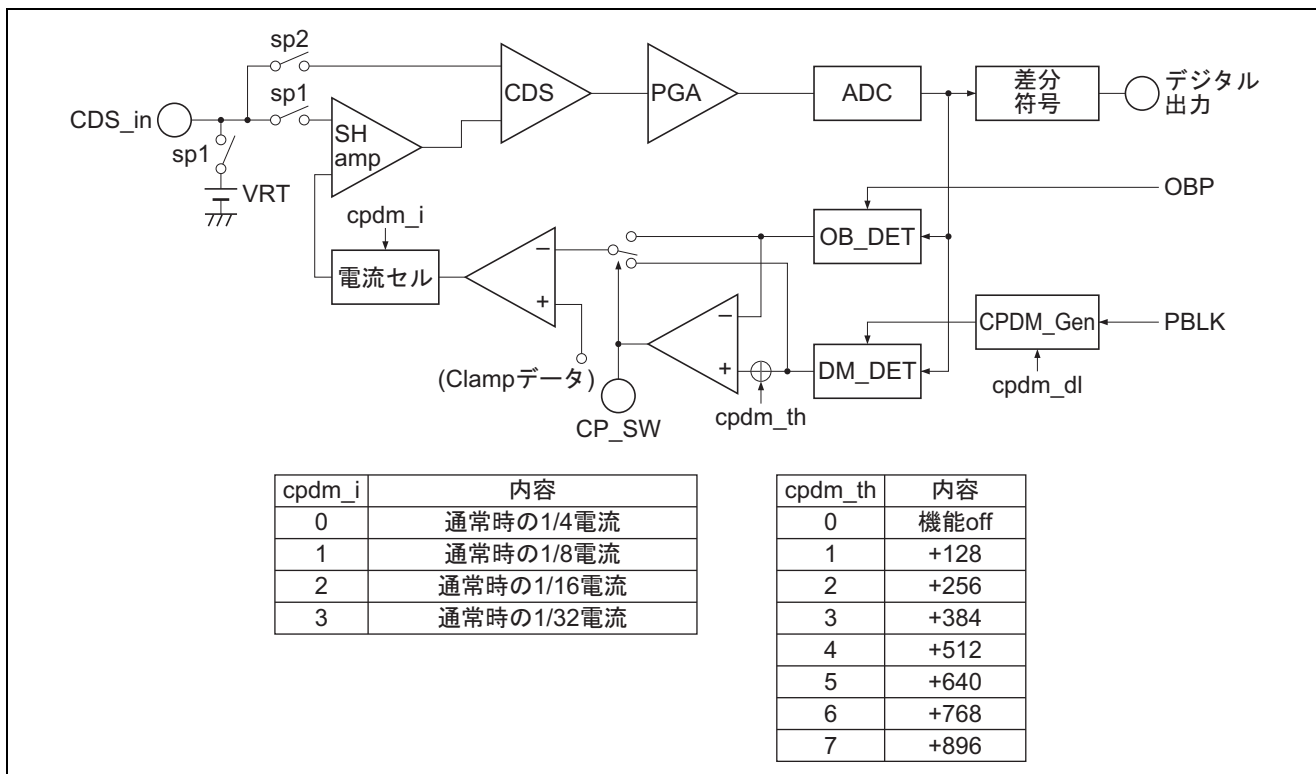 sp2
CDS_in
sp1
sp1
VRT
SH
amp
CDS
PGA
ADC
差分
符号
デジタル
出力
OBP
cpdm_i
電流セル
−
+
(Clampデータ)
−
+
CP_SW
cpdm_th
OB_DET
DM_DET
CPDM_Gen
PBLK
cpdm_dl
cpdm_i 内容
0 通常時の1/4電流
1 通常時の1/8電流
2 通常時の1/16電流
3 通常時の1/32電流
cpdm_th 内容
0 機能off
1 +128
2 +256
3 +384
4 +512
5 +640
6 +768
7 +896